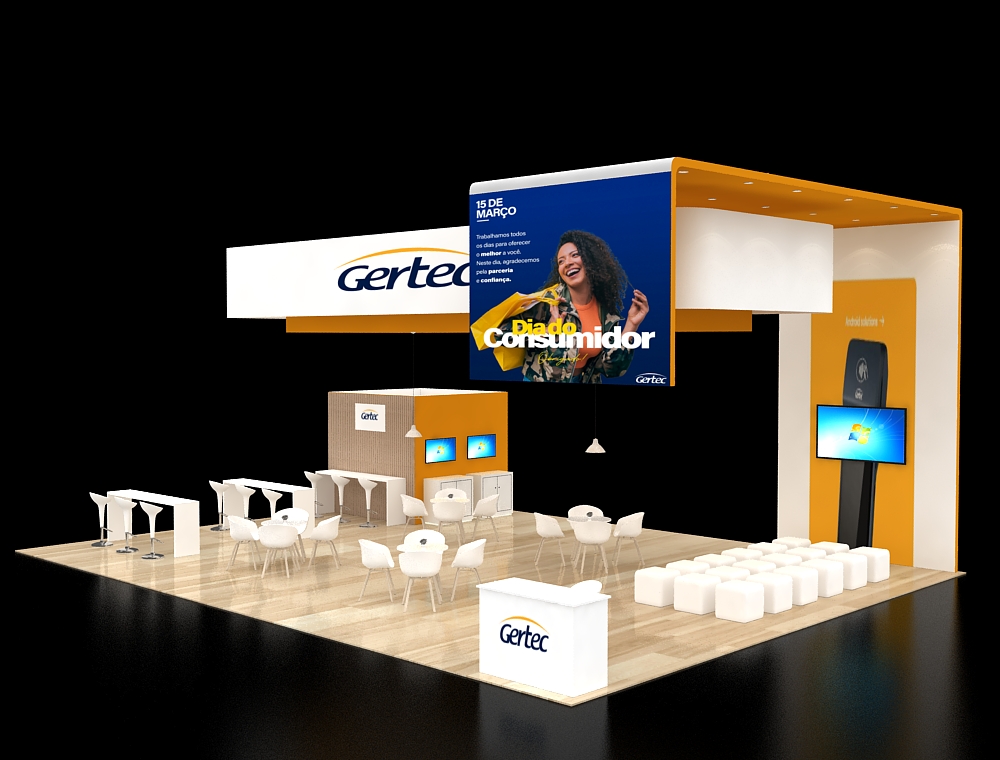 Gertec
15 DE
MARÇO
Trabalhamos todos
os dias para oferecer
o melhor a você.
Neste dia, agradecemos
pela parceria
e confiança.
Dia do
Consumidor
Gertec
Android solutions →
Gertec
Gertec